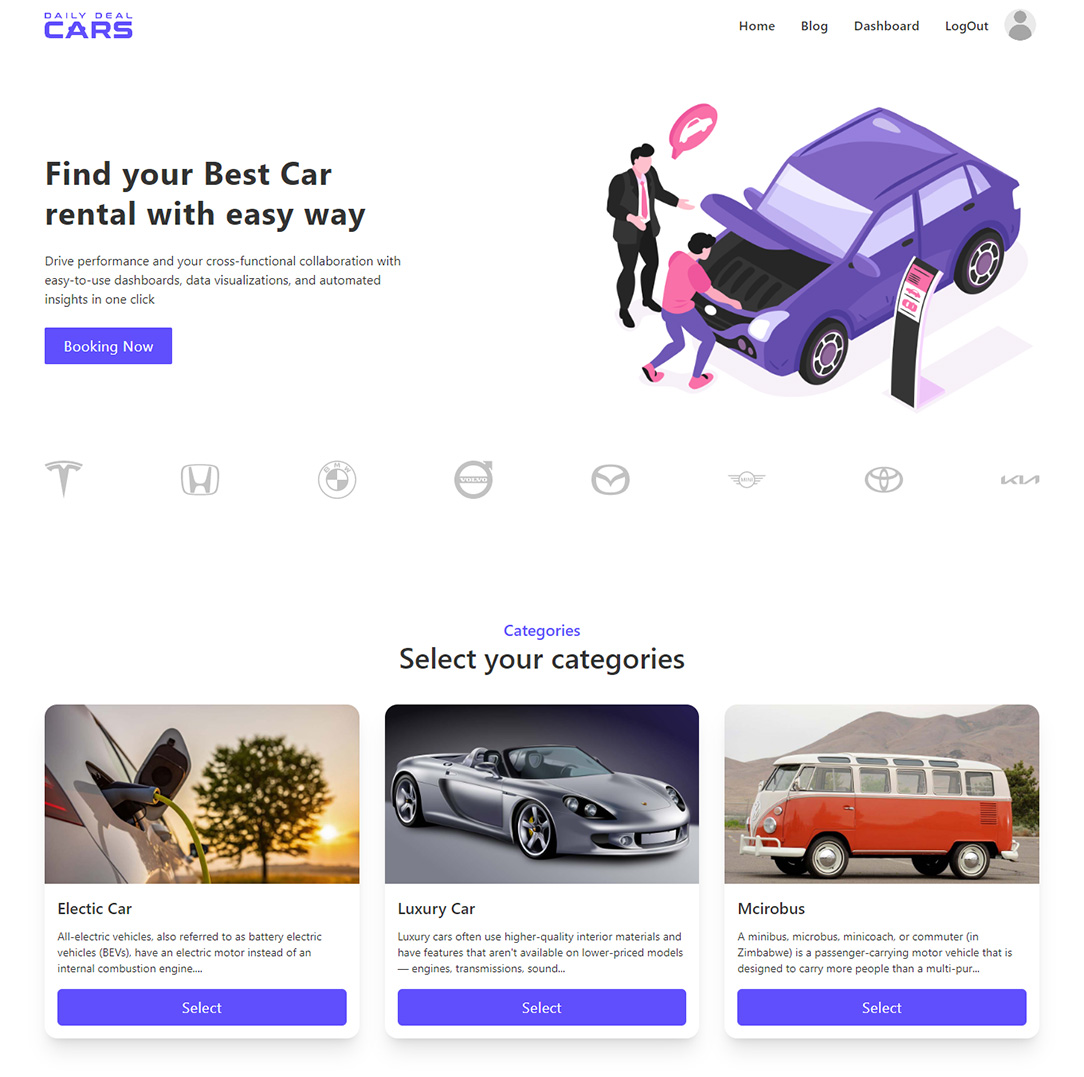 DAILY DEAL
CARS
Home Blog Dashboard LogOut
Find your Best Car
rental with easy way
Drive performance and your cross-functional collaboration with
easy-to-use dashboards, data visualizations, and automated
insights in one click
Booking Now
BMW
VOLVO
MINI
KIA
Categories
Select your categories
Electic Car
All-electric vehicles, also referred to as battery electric
vehicles (BEVs), have an electric motor instead of an
internal combustion engine....
Select
Luxury Car
Luxury cars often use higher-quality interior materials and
have features that aren't available on lower-priced models
— engines, transmissions, sound...
Select
Mcirobus
A minibus, microbus, minicoach, or commuter (in
Zimbabwe) is a passenger-carrying motor vehicle that is
designed to carry more people than a multi-pur...
Select